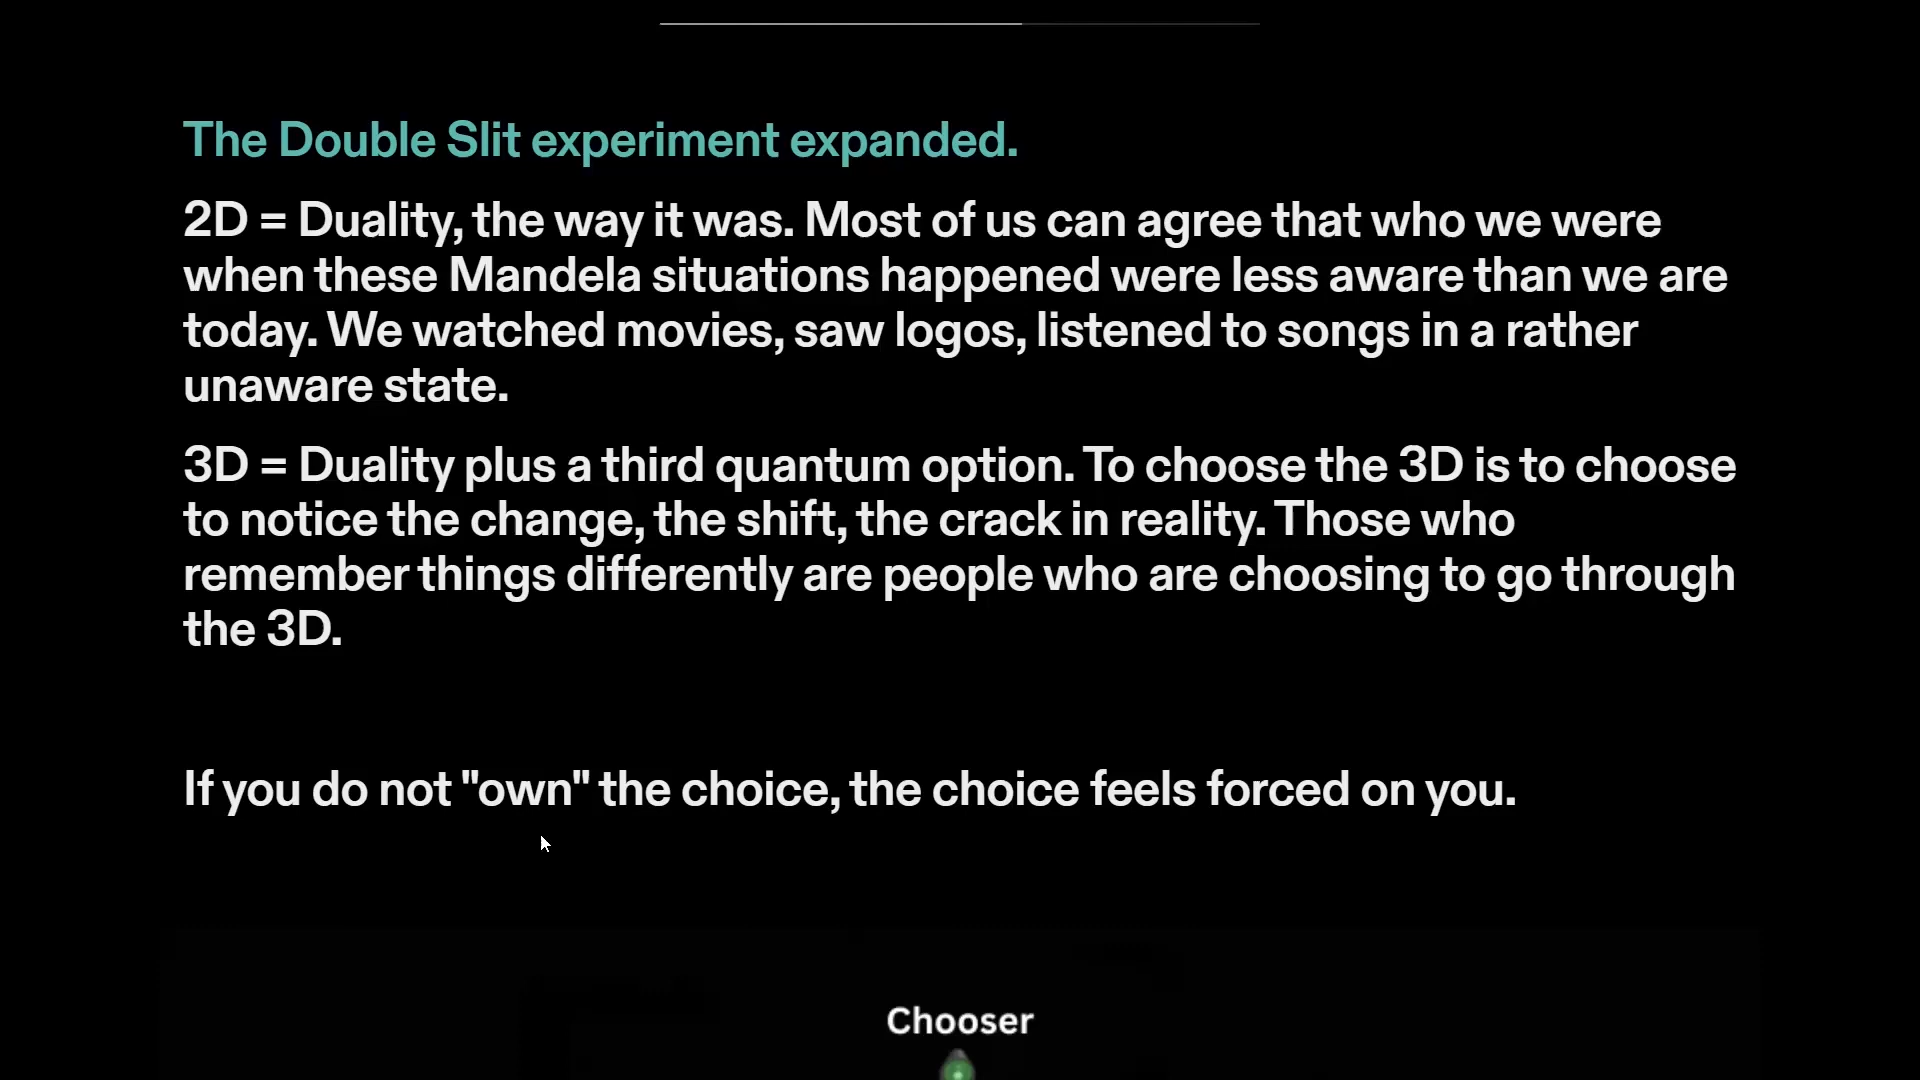 The Double Slit experiment expanded.
2D = Duality, the way it was. Most of us can agree that who we were
when these Mandela situations happened were less aware than we are
today. We watched movies, saw logos, listened to songs in a rather
unaware state.
3D = Duality plus a third quantum option. To choose the 3D is to choose
to notice the change, the shift, the crack in reality. Those who
remember things differently are people who are choosing to go through
the 3D.
If you do not "own" the choice, the choice feels forced on you.
Chooser